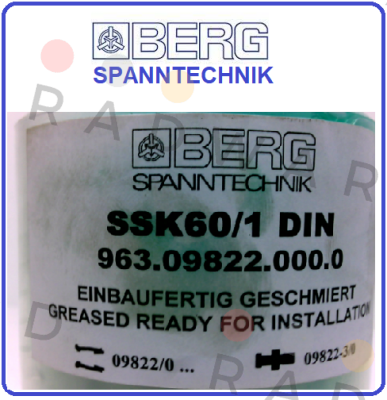 BERG
SPANNTECHNIK
BERG
SPANNTECHNIK
SSK60/1 DIN
963.09822.000.0
EINBAUFERTIG GESCHMIERT
GREASED READY FOR INSTALLATION
09822/0 ... 09822-3/0